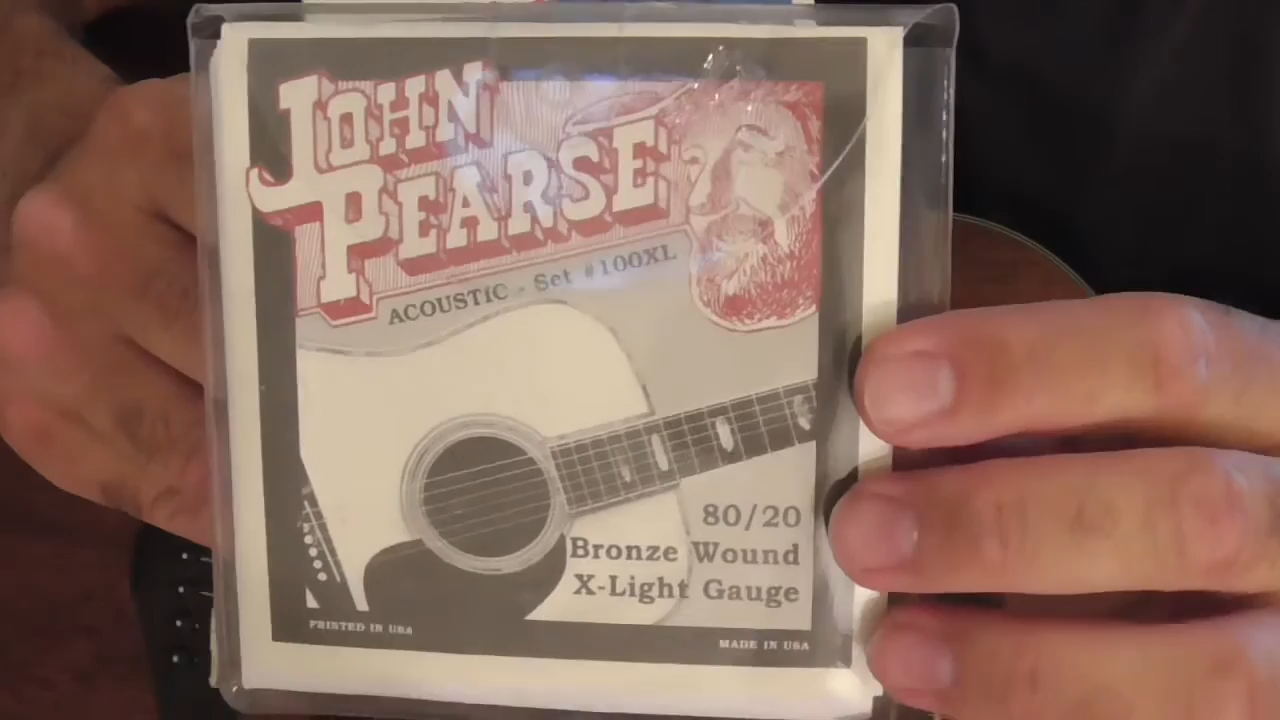 JOHN
PEARSE
ACOUSTIC - Set #100XL
80/20
Bronze Wound
X-Light Gauge
PRINTED IN USA
MADE IN USA